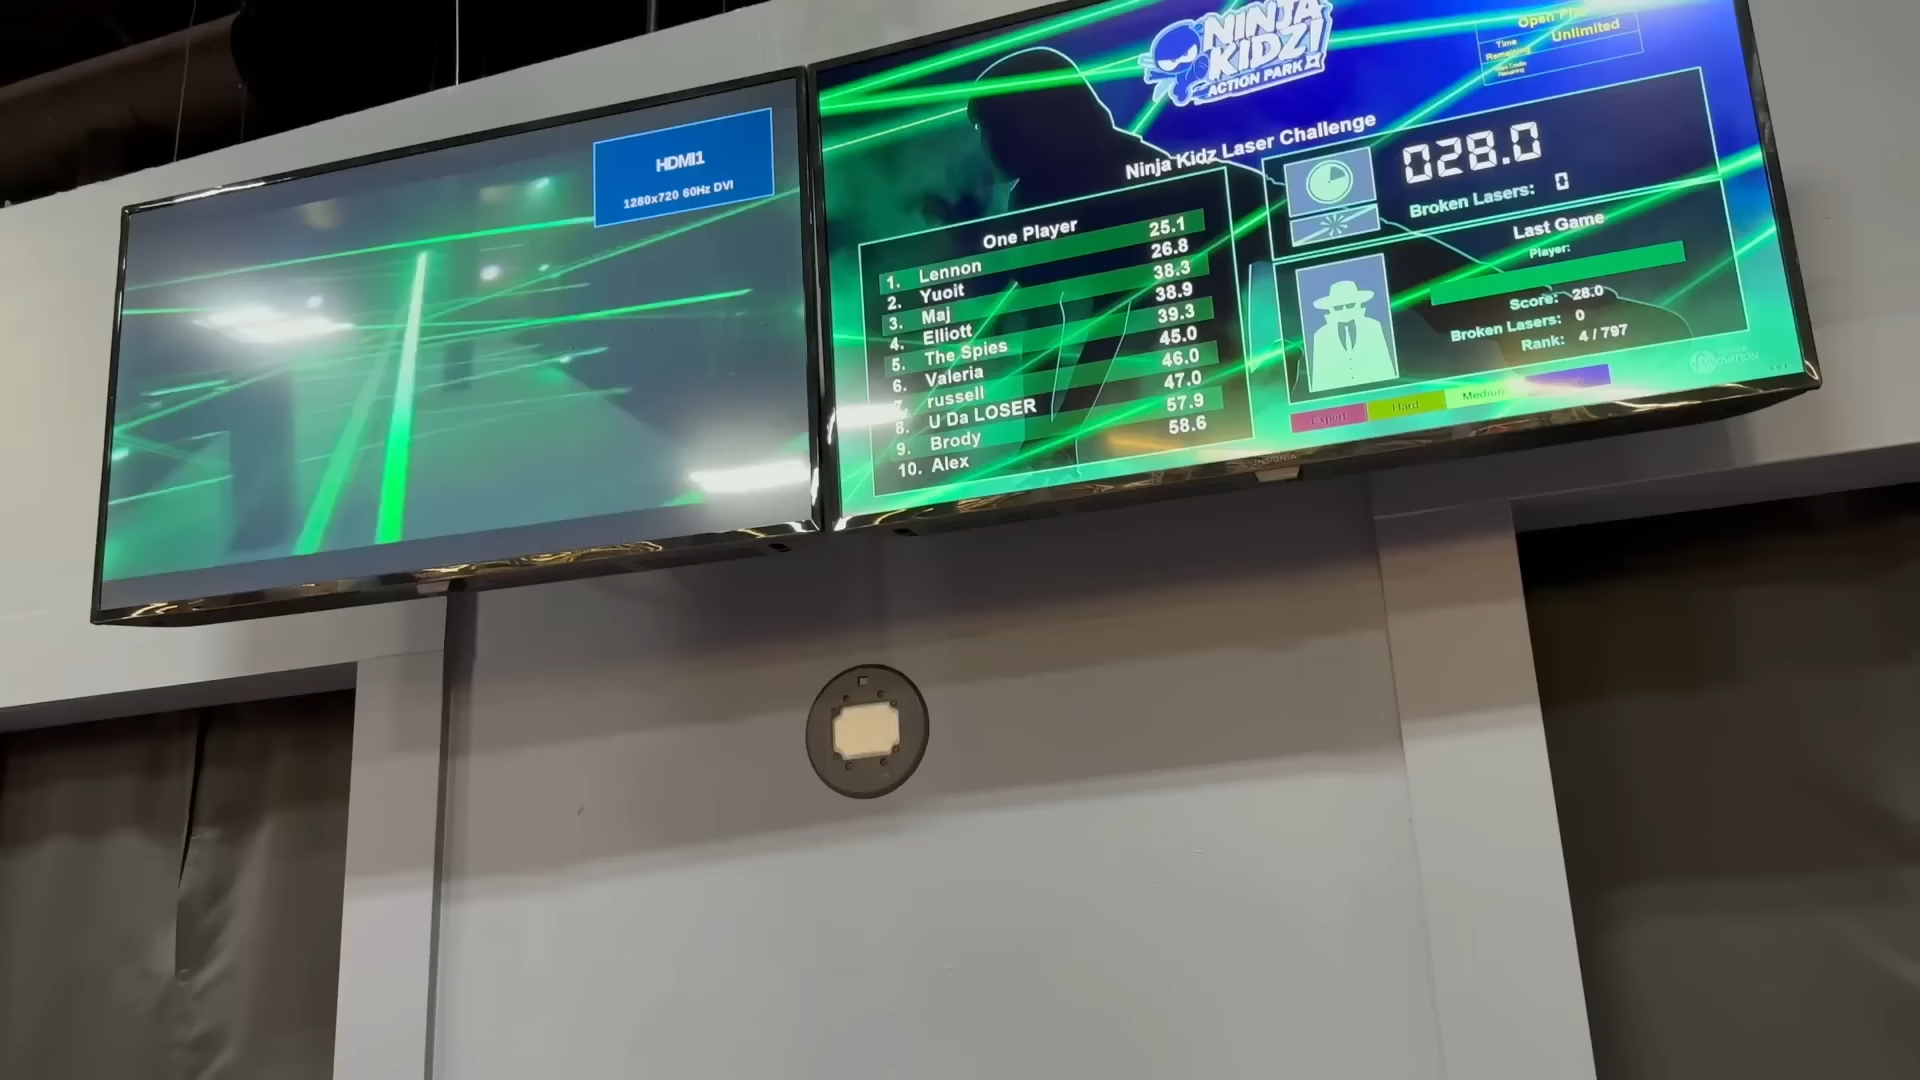 HDMI1
1280x720 60Hz DVI
NINJA
KIDZ!
ACTION PARK
Open
Time
Remaining
Unlimited
Ninja Kidz Laser Challenge
028.0
Broken Lasers: 0
One Player
1. Lennon 25.1
2. Yuoit 26.8
3. Maj 38.3
4. Elliott 38.9
5. The Spies 39.3
6. Valeria 45.0
7. russell 46.0
8. U Da LOSER 47.0
9. Brody 57.9
10. Alex 58.6
Last Game
Player:
Score: 28.0
Broken Lasers: 0
Rank: 4 / 797
Expert
Hard
Medium
INSIGNIA